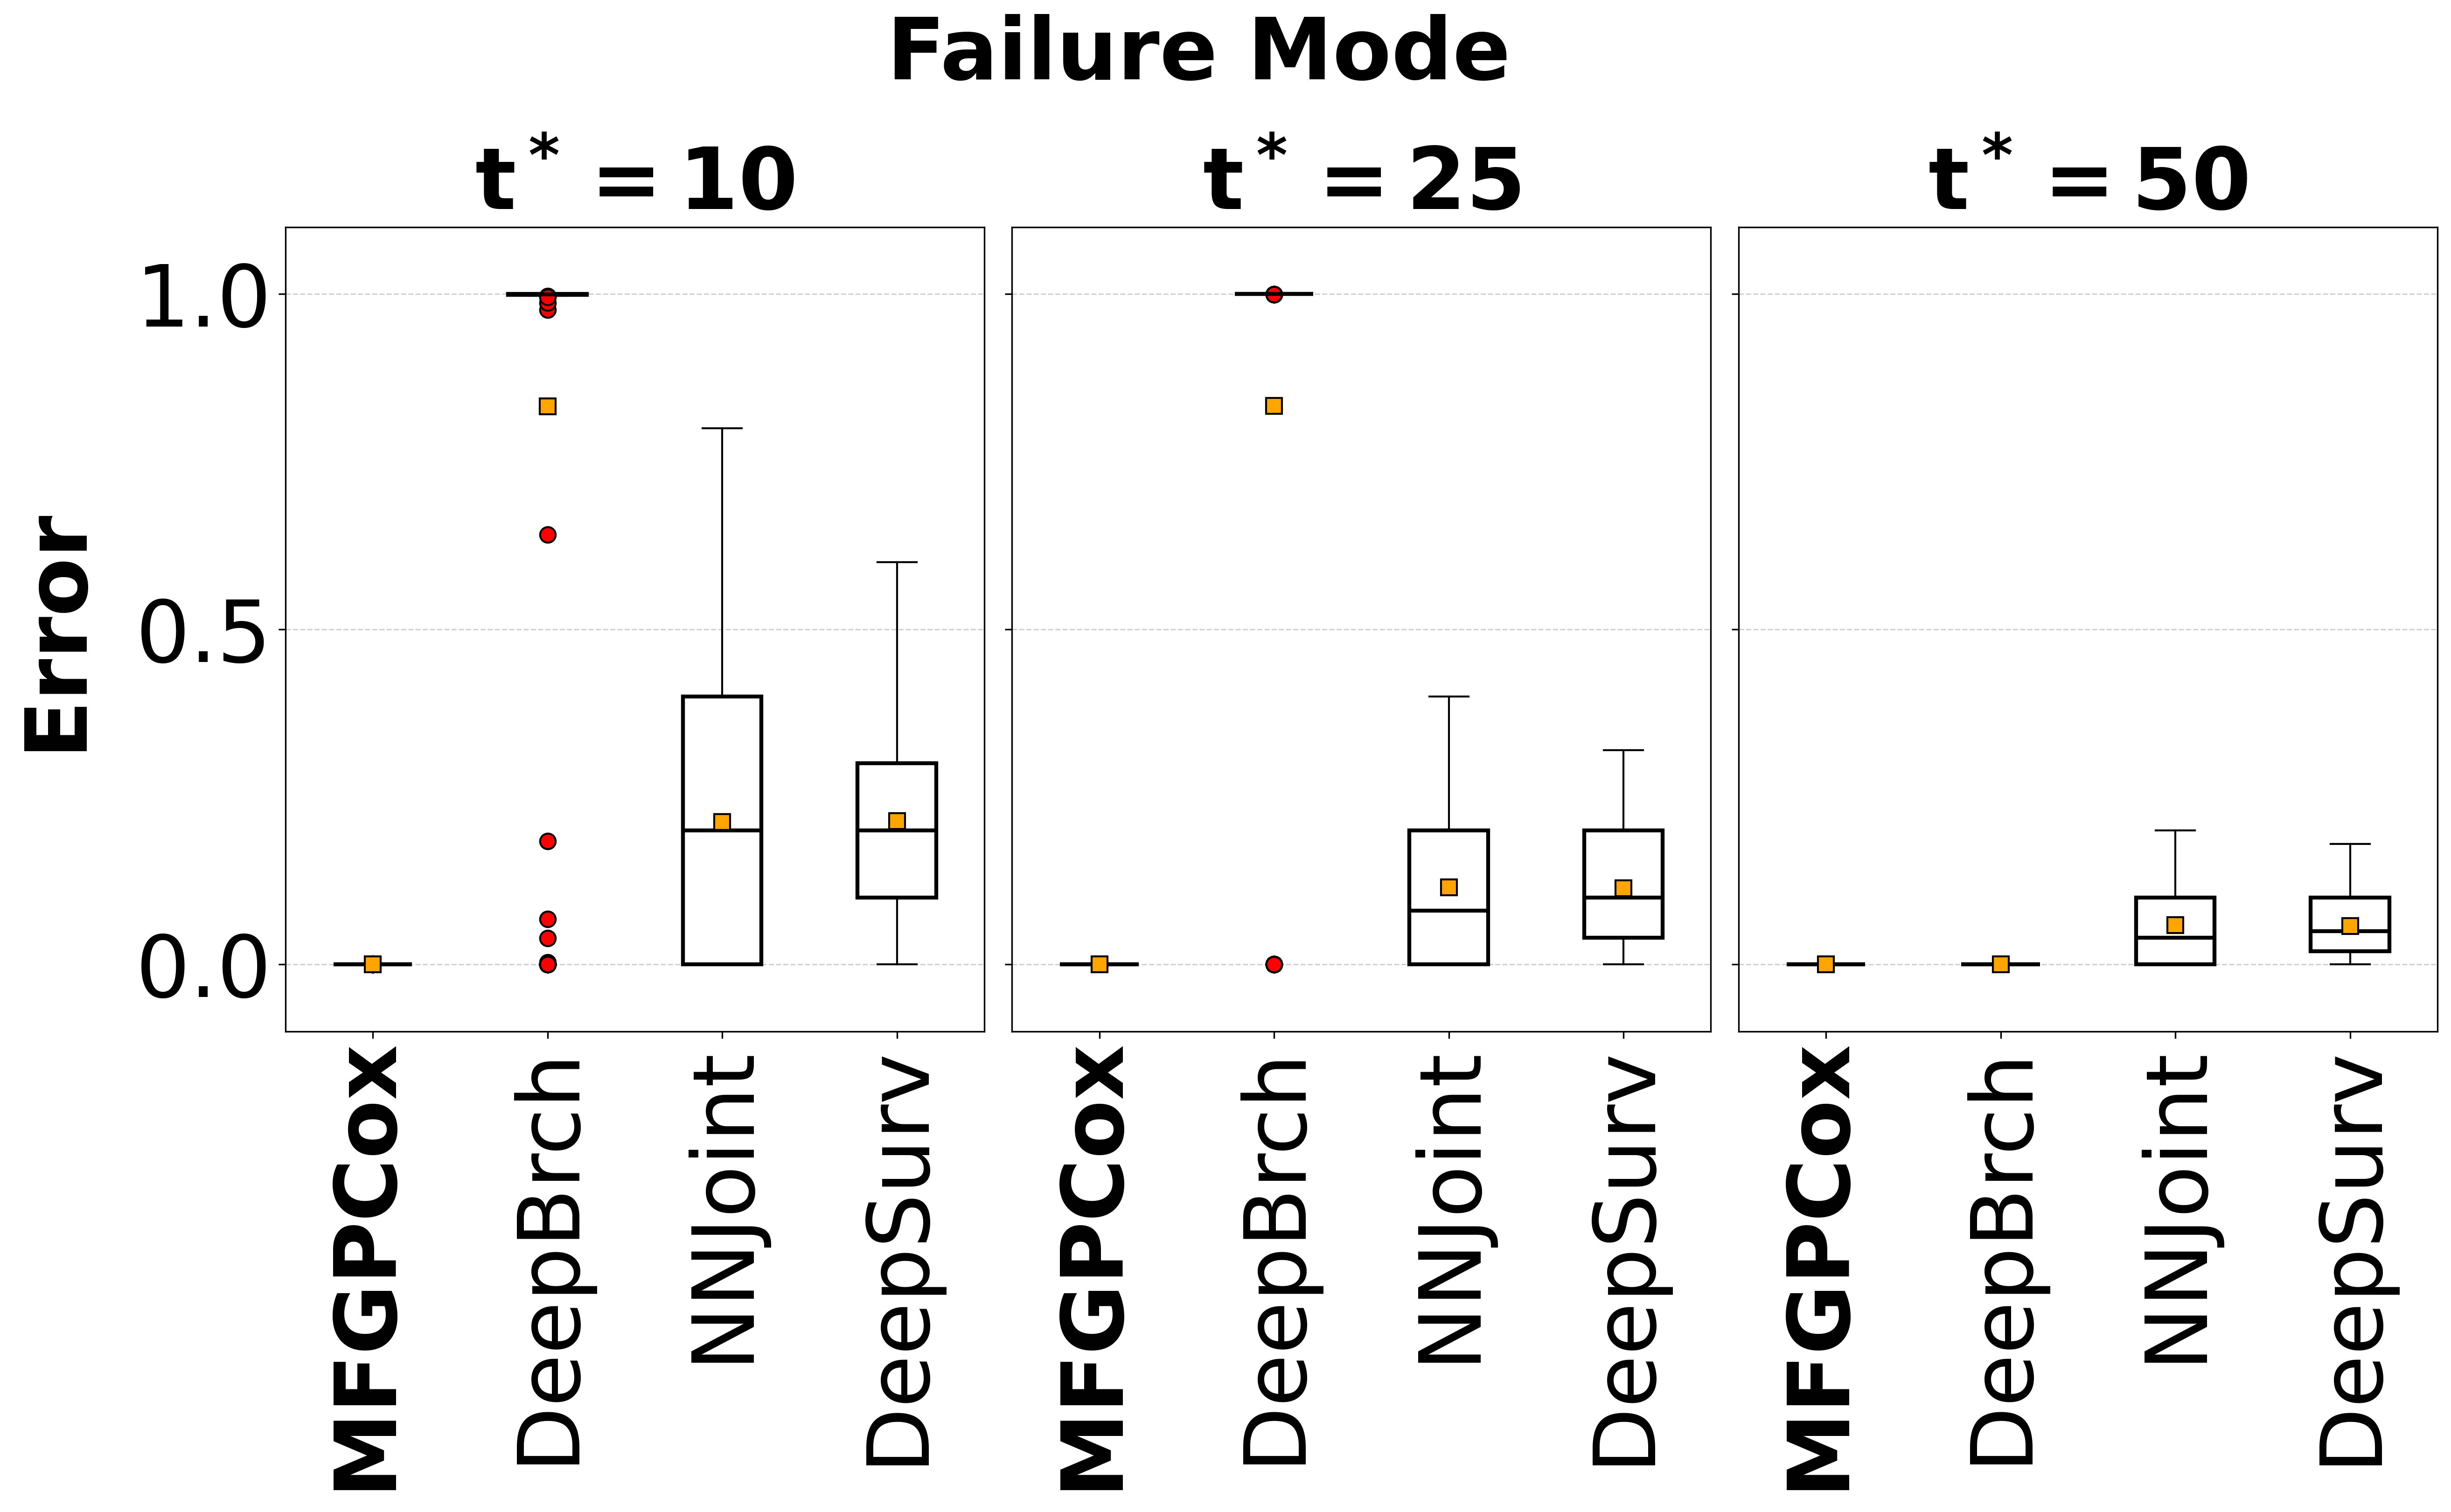 Failure Mode
t* = 10
t* = 25
t* = 50
Error
1.0
0.5
0.0
MFGPCox
DeepBrch
NNJoint
DeepSurv
MFGPCox
DeepBrch
NNJoint
DeepSurv
MFGPCox
DeepBrch
NNJoint
DeepSurv